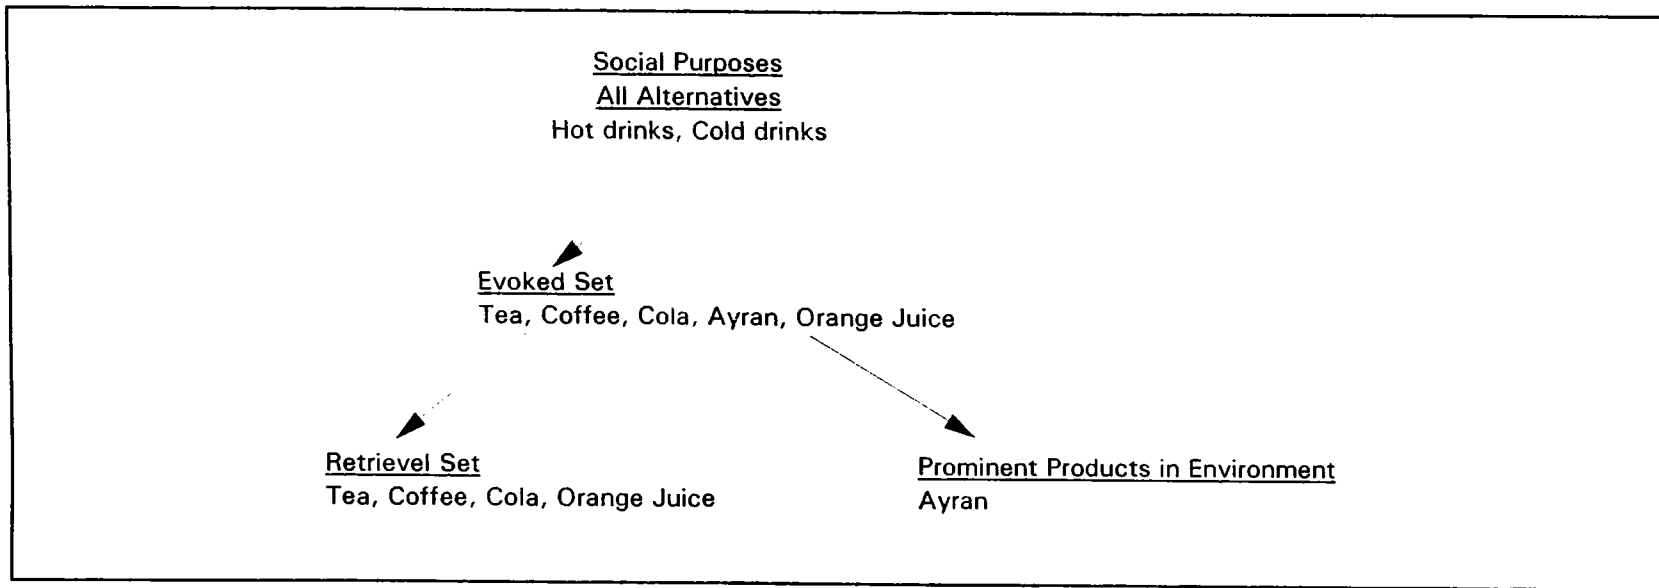 Social Purposes
All Alternatives
Hot drinks, Cold drinks
Evoked Set
Tea, Coffee, Cola, Ayran, Orange Juice
Retrievel Set
Tea, Coffee, Cola, Orange Juice
Prominent Products in Environment
Ayran